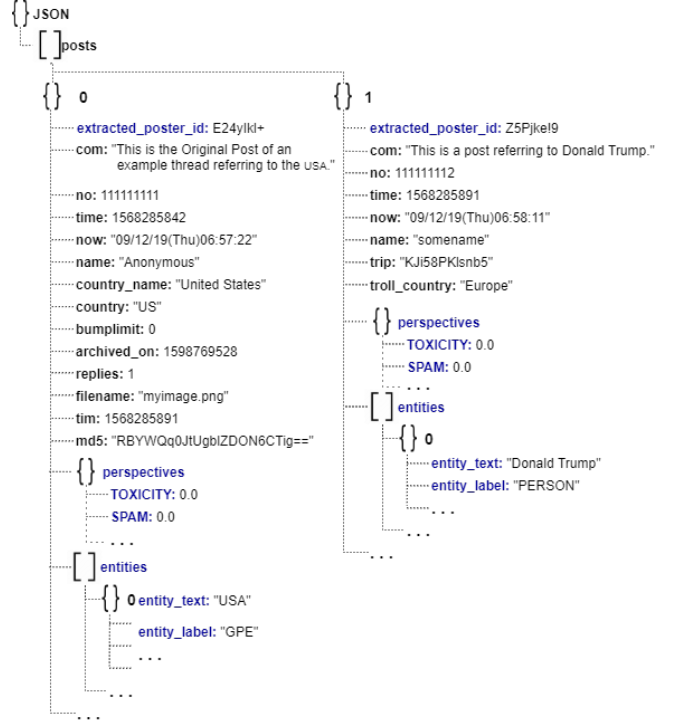 {} JSON
[ ] posts
{} 0
extracted_poster_id: E24ylkl+
com: "This is the Original Post of an
example thread referring to the USA."
no: 111111111
time: 1568285842
now: "09/12/19(Thu)06:57:22"
name: "Anonymous"
country_name: "United States"
country: "US"
bumplimit: 0
archived_on: 1598769528
replies: 1
filename: "myimage.png"
tim: 1568285891
md5: "RBYWQq0JtUgblZDON6CTig=="
{} perspectives
TOXICITY: 0.0
SPAM: 0.0
...
[ ] entities
{} 0 entity_text: "USA"
entity_label: "GPE"
...
...
...
{} 1
extracted_poster_id: Z5Pjke!9
com: "This is a post referring to Donald Trump."
no: 111111112
time: 1568285891
now: "09/12/19(Thu)06:58:11"
name: "somename"
trip: "KJi58PKlsnb5"
troll_country: "Europe"
{} perspectives
TOXICITY: 0.0
SPAM: 0.0
...
[ ] entities
{} 0
entity_text: "Donald Trump"
entity_label: "PERSON"
...
...
...